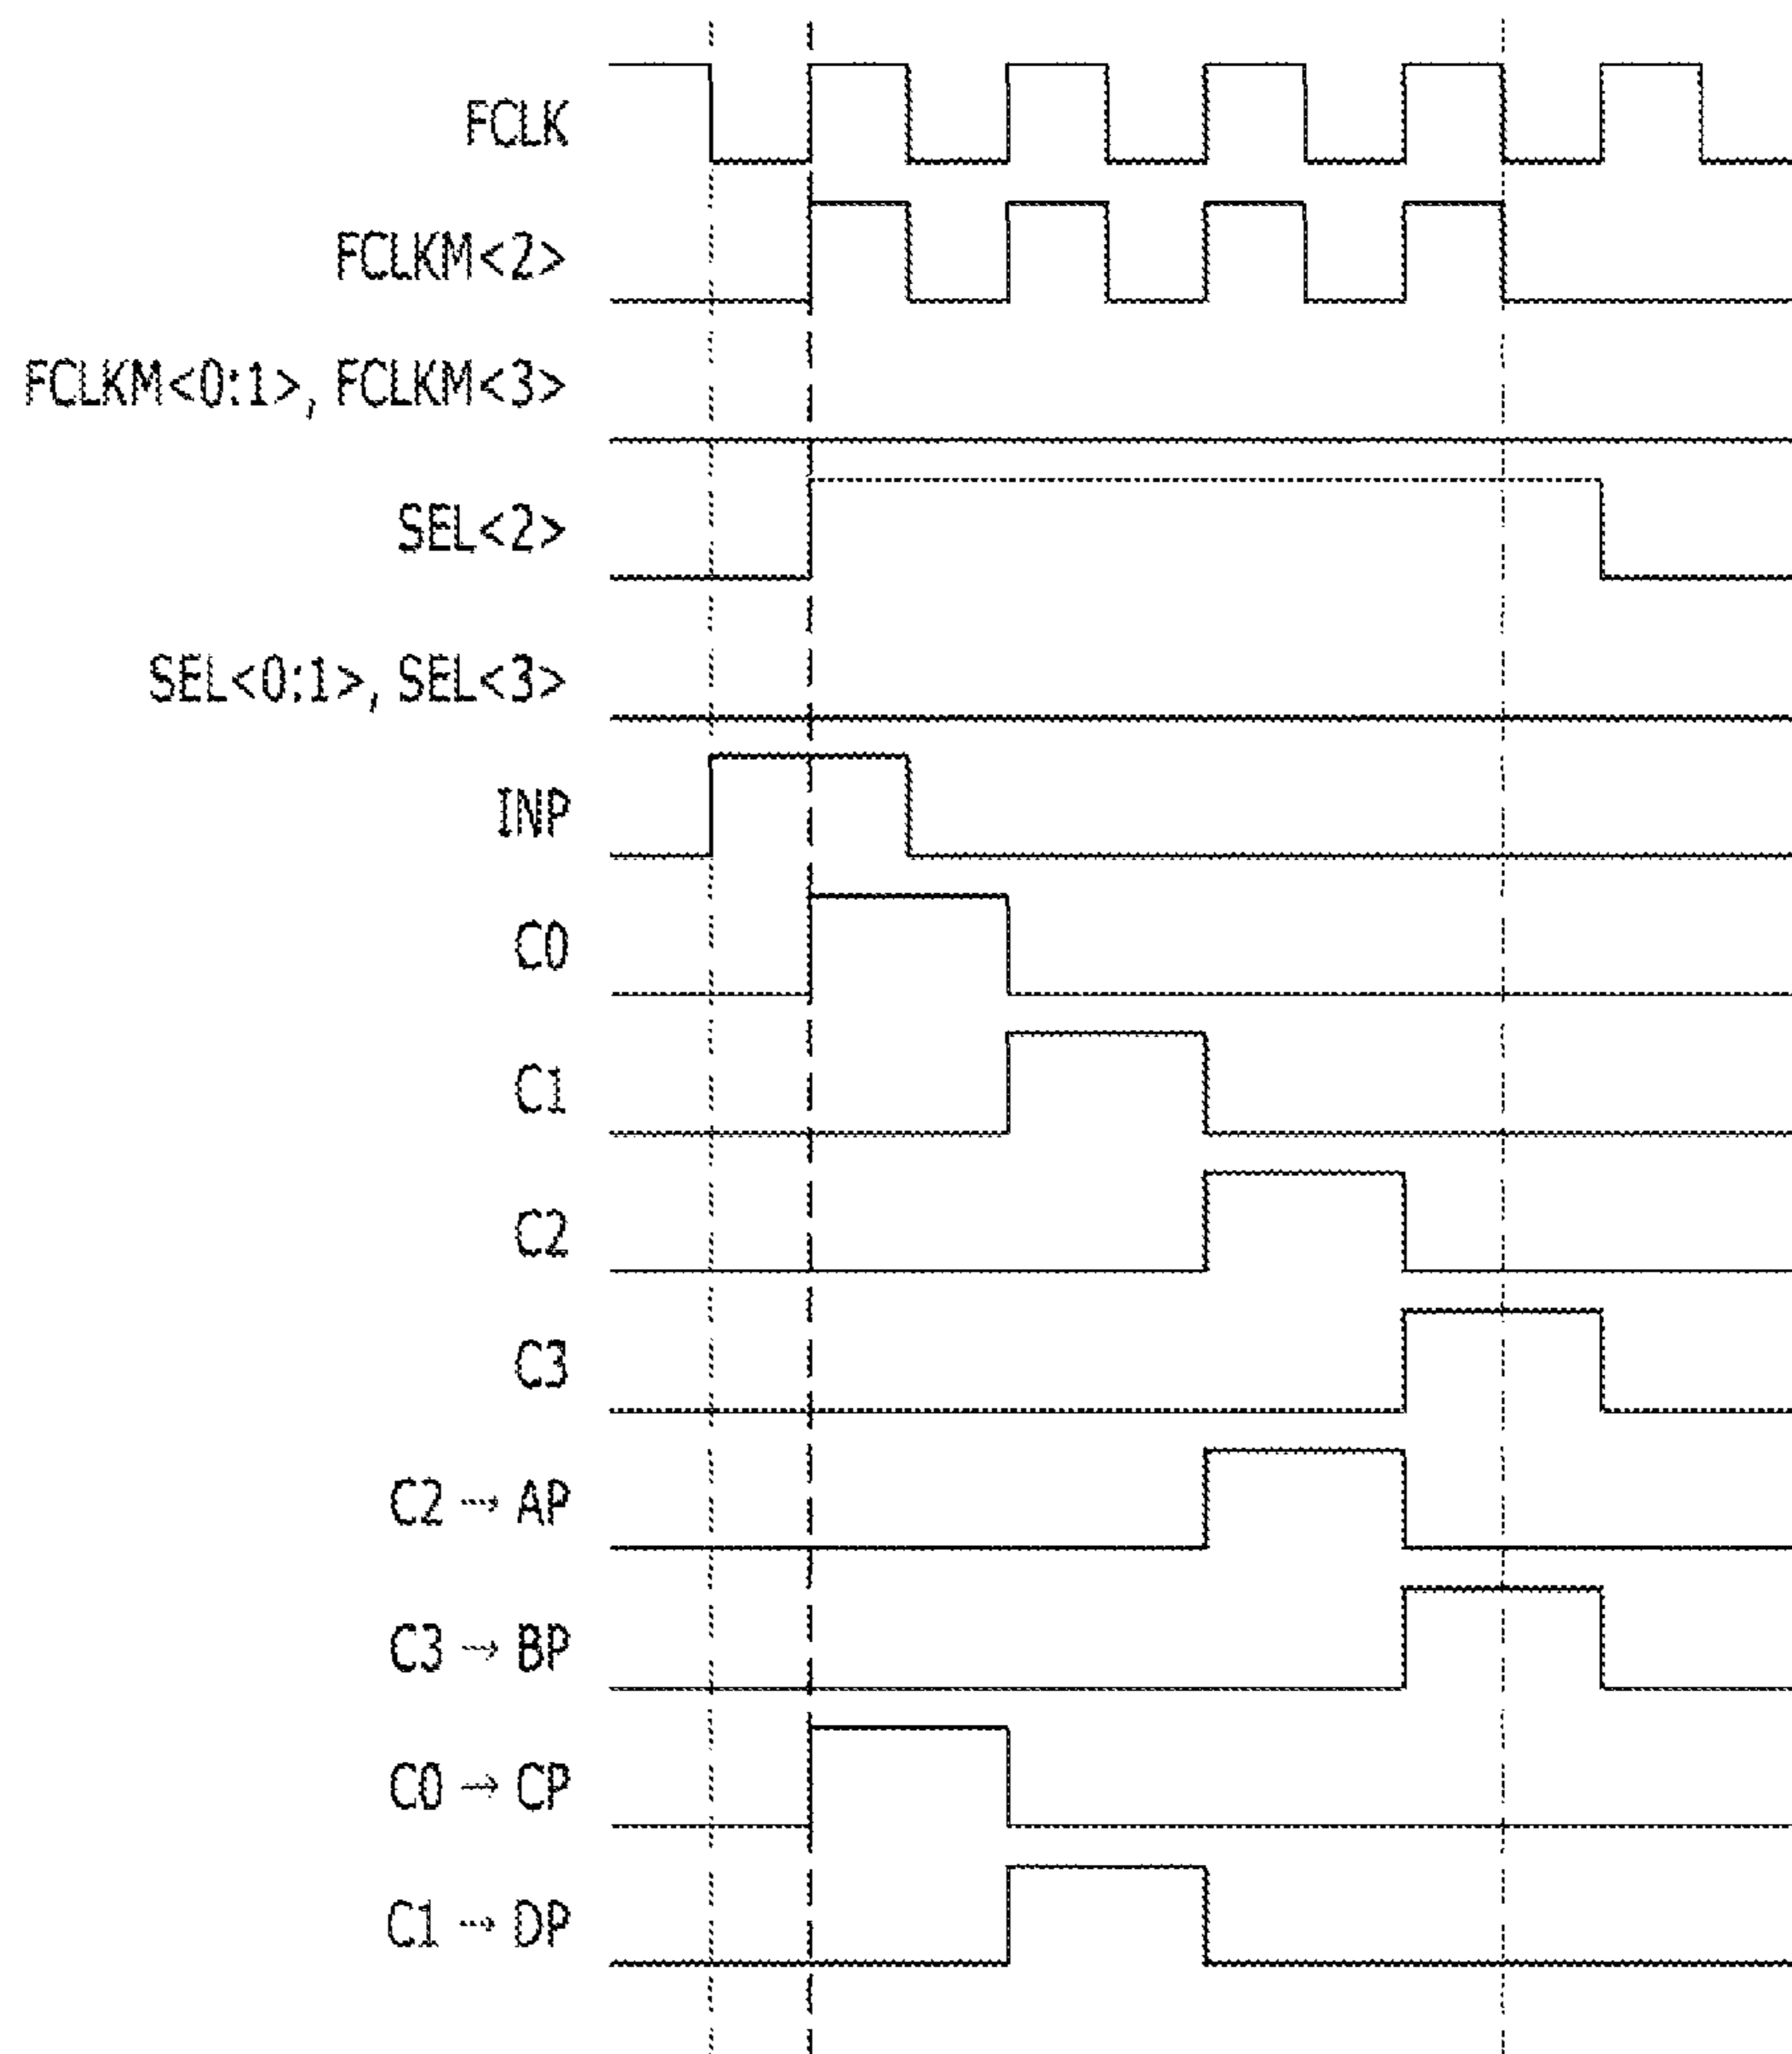 FCLK
FCLKM<2>
FCLKM<0:1>, FCLKM<3>
SEL<2>
SEL<0:1>, SEL<3>
INP
C0
C1
C2
C3
C2 → AP
C3 → BP
C0 → CP
C1 → DP